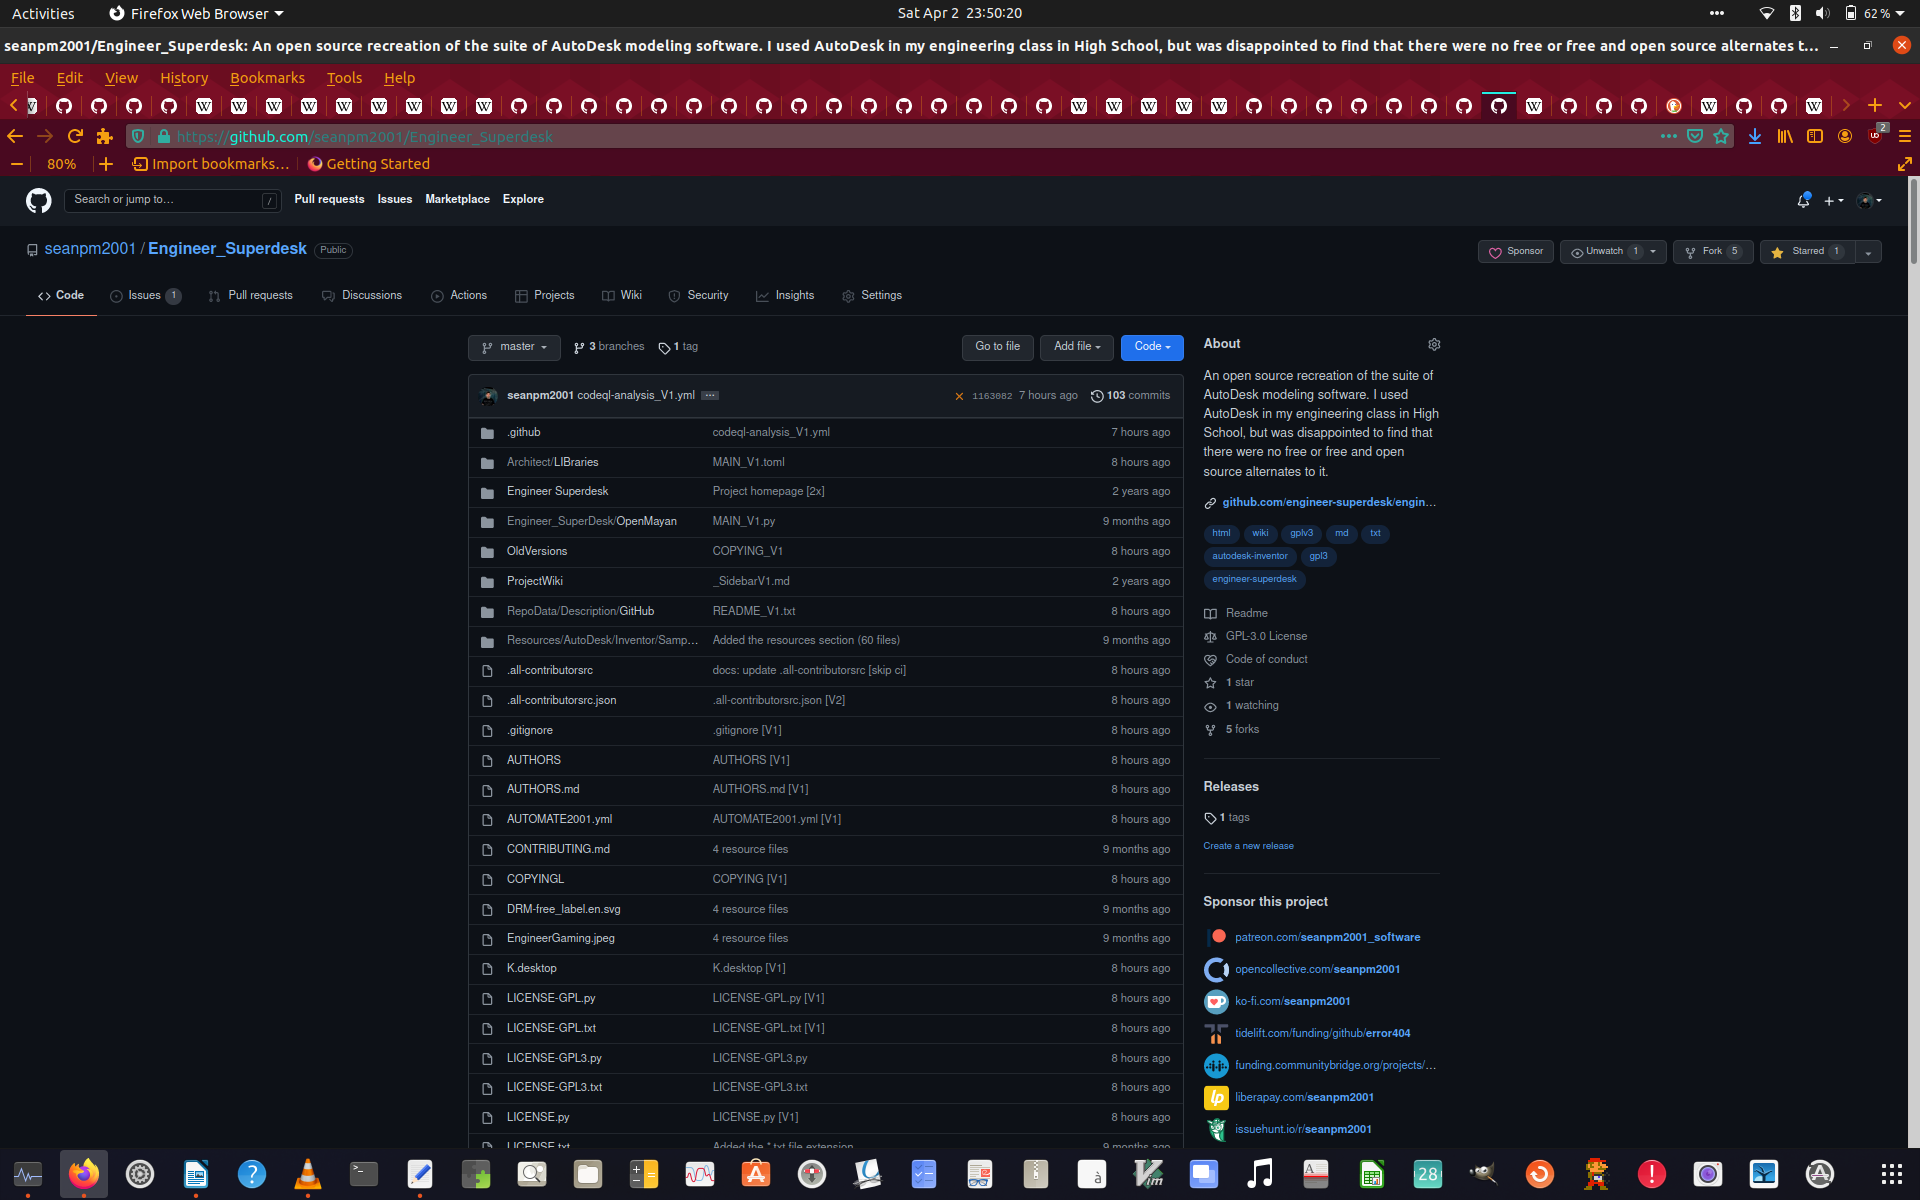 Activities
Firefox Web Browser
Sat Apr 2 23:50:20
62 %
seanpm2001/Engineer_Superdesk: An open source recreation of the suite of AutoDesk modeling software. I used AutoDesk in my engineering class in High School, but was disappointed to find that there were no free or free and open source alternates t…
File Edit View History Bookmarks Tools Help
https://github.com/seanpm2001/Engineer_Superdesk
2
80%
Import bookmarks…
Getting Started
Search or jump to…
/
Pull requests Issues Marketplace Explore
seanpm2001 / Engineer_Superdesk Public
Sponsor
Unwatch 1
Fork 5
Starred 1
Code
Issues 1
Pull requests
Discussions
Actions
Projects
Wiki
Security
Insights
Settings
master
3 branches
1 tag
Go to file
Add file
Code
seanpm2001 codeql-analysis_V1.yml ...
1163082 7 hours ago
103 commits
.github codeql-analysis_V1.yml 7 hours ago
Architect/LIBraries MAIN_V1.toml 8 hours ago
Engineer Superdesk Project homepage [2x] 2 years ago
Engineer_SuperDesk/OpenMayan MAIN_V1.py 9 months ago
OldVersions COPYING_V1 8 hours ago
ProjectWiki _SidebarV1.md 2 years ago
RepoData/Description/GitHub README_V1.txt 8 hours ago
Resources/AutoDesk/Inventor/Samp… Added the resources section (60 files) 9 months ago
.all-contributorsrc docs: update .all-contributorsrc [skip ci] 8 hours ago
.all-contributorsrc.json .all-contributorsrc.json [V2] 8 hours ago
.gitignore .gitignore [V1] 8 hours ago
AUTHORS AUTHORS [V1] 8 hours ago
AUTHORS.md AUTHORS.md [V1] 8 hours ago
AUTOMATE2001.yml AUTOMATE2001.yml [V1] 8 hours ago
CONTRIBUTING.md 4 resource files 9 months ago
COPYINGL COPYING [V1] 8 hours ago
DRM-free_label.en.svg 4 resource files 9 months ago
EngineerGaming.jpeg 4 resource files 9 months ago
K.desktop K.desktop [V1] 8 hours ago
LICENSE-GPL.py LICENSE-GPL.py [V1] 8 hours ago
LICENSE-GPL.txt LICENSE-GPL.txt [V1] 8 hours ago
LICENSE-GPL3.py LICENSE-GPL3.py 8 hours ago
LICENSE-GPL3.txt LICENSE-GPL3.txt 8 hours ago
LICENSE.py LICENSE.py [V1] 8 hours ago
LICENSE.txt Added the *.txt file extension 9 months ago
About
An open source recreation of the suite of
AutoDesk modeling software. I used
AutoDesk in my engineering class in High
School, but was disappointed to find that
there were no free or free and open
source alternates to it.
github.com/engineer-superdesk/engin…
html wiki gplv3 md txt
autodesk-inventor gpl3
engineer-superdesk
Readme
GPL-3.0 License
Code of conduct
1 star
1 watching
5 forks
Releases
1 tags
Create a new release
Sponsor this project
patreon.com/seanpm2001_software
opencollective.com/seanpm2001
ko-fi.com/seanpm2001
tidelift.com/funding/github/error404
funding.communitybridge.org/projects/…
liberapay.com/seanpm2001
issuehunt.io/r/seanpm2001
28